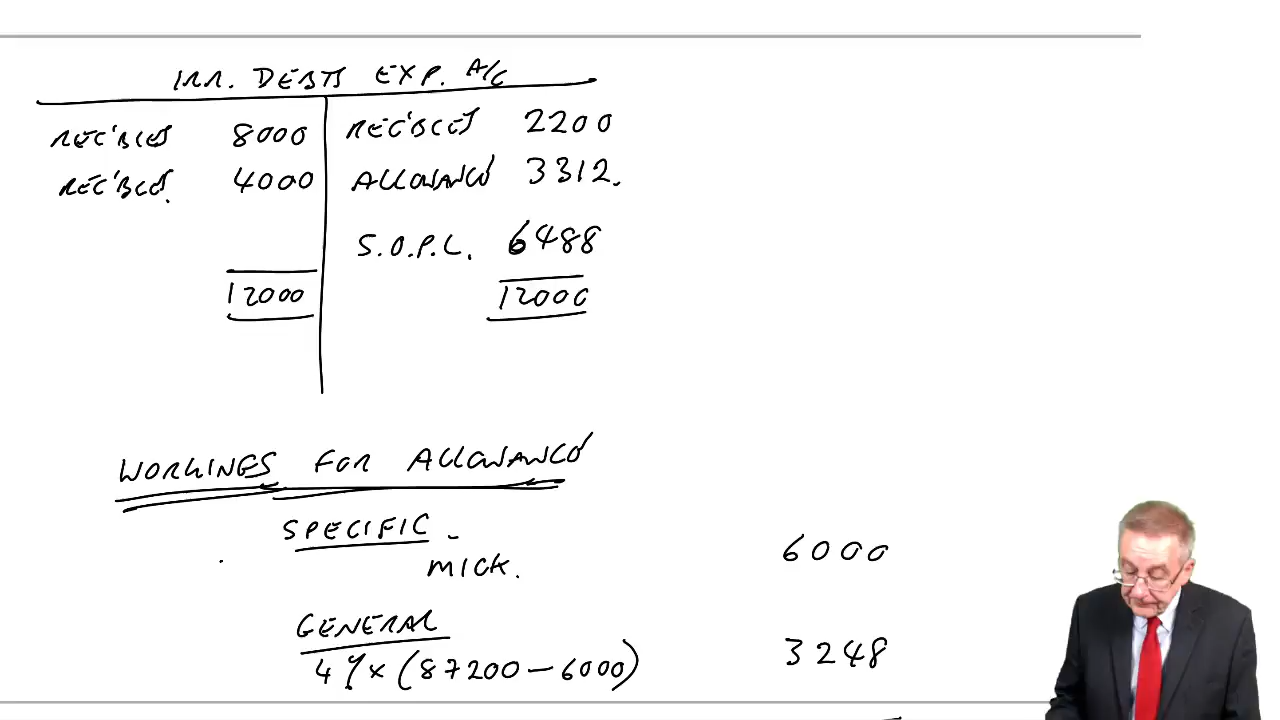 IRR. DEBTS EXP. A/C
REC'BLES 8000 REC'BLES 2200
REC'BLES. 4000 ALLOWANCE 3312.
S.O.P.L. 6488
12000 12000
WORKINGS FOR ALLOWANCE
SPECIFIC -
MICK. 6000
GENERAL
4% x (87200 - 6000) 3248